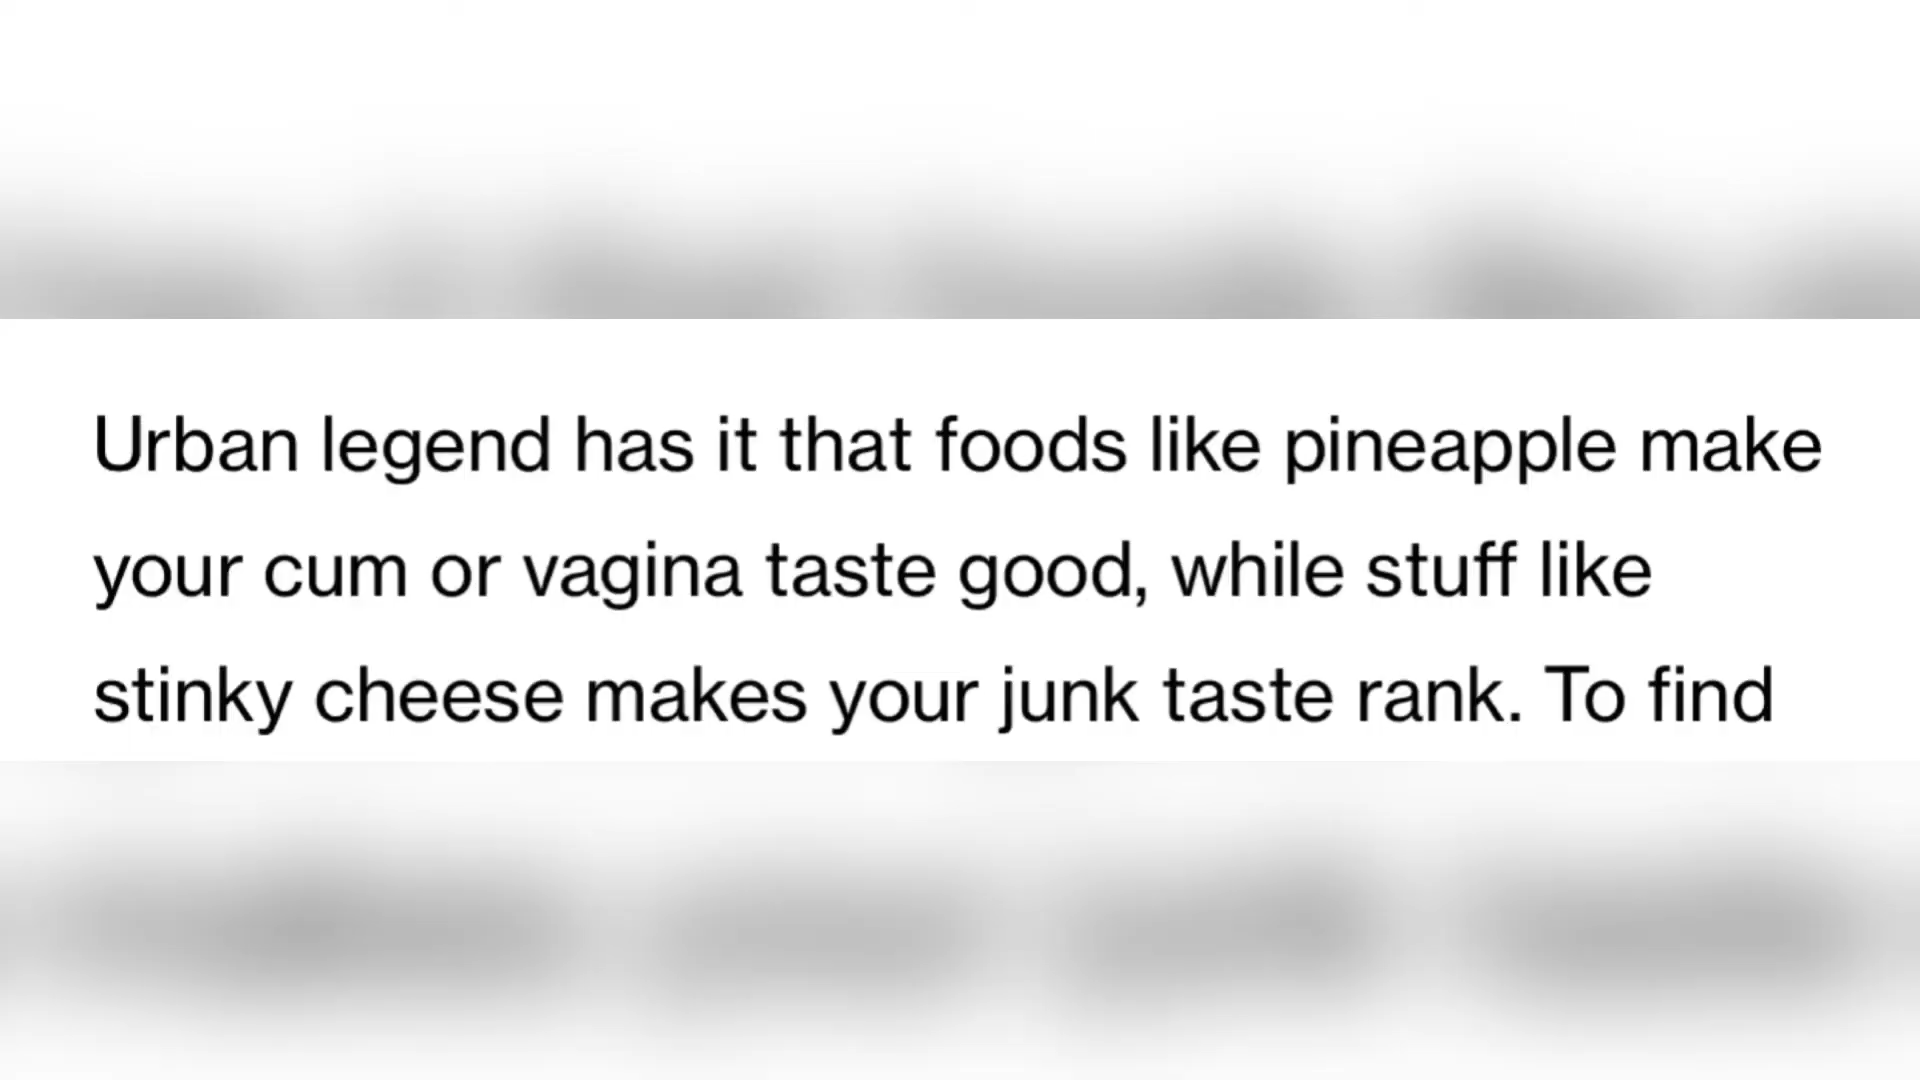 Urban legend has it that foods like pineapple make
your cum or vagina taste good, while stuff like
stinky cheese makes your junk taste rank. To find